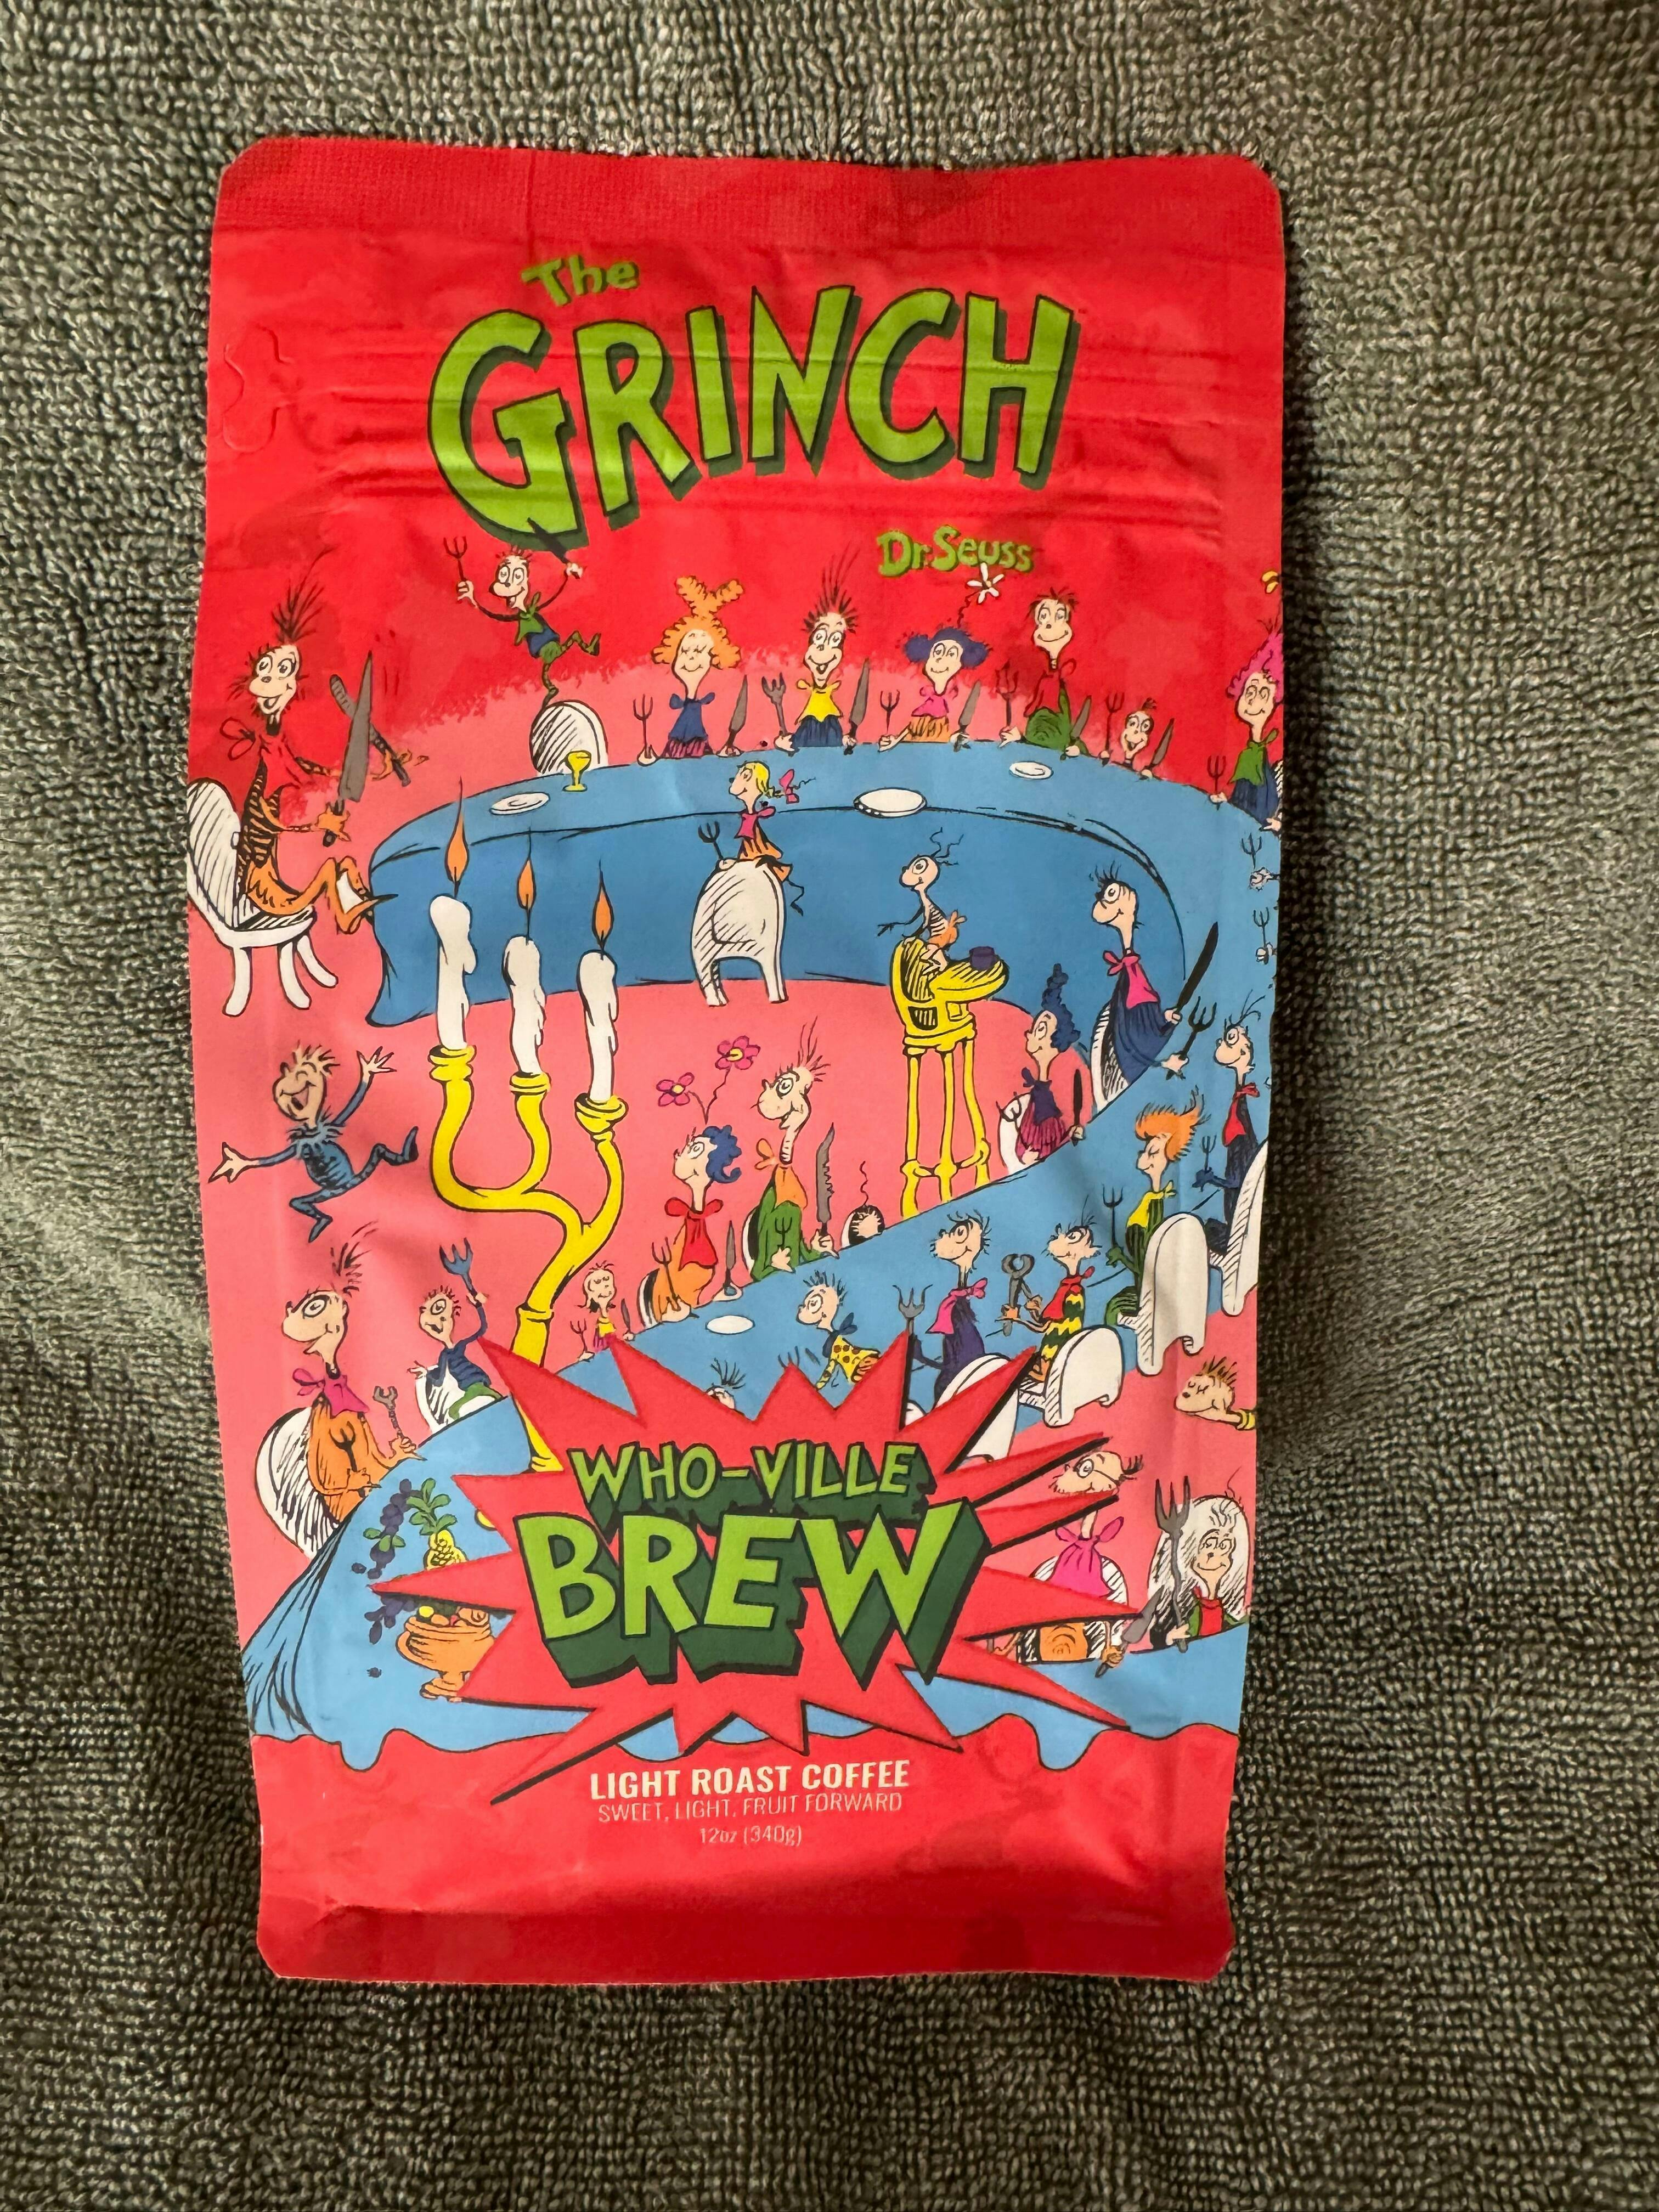 The
GRINCH
Dr. Seuss
WHO-VILLE
BREW
LIGHT ROAST COFFEE
SWEET, LIGHT, FRUIT FORWARD
12oz (340g)